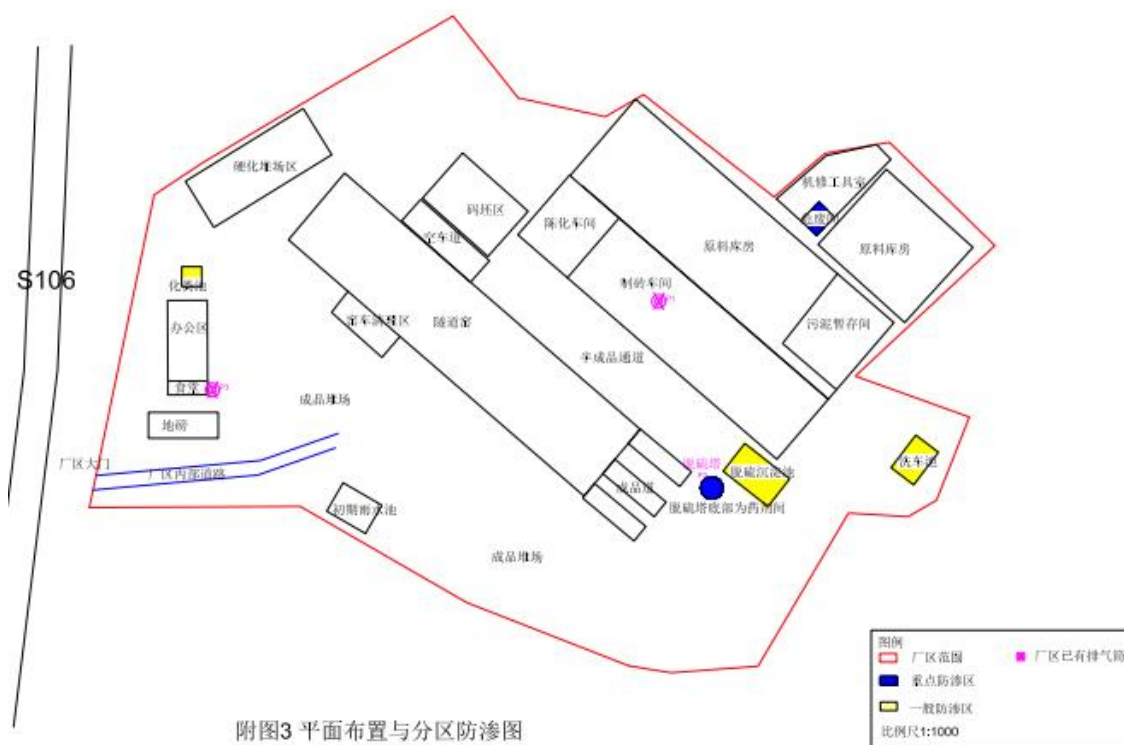 硬化堆场区
码坯区
空车道
陈化车间
原料库房
机修工具室
危废间
原料库房
S106
化粪池
办公区
食堂
地磅
窑车清理区
隧道窑
制砖车间
P1
半成品通道
污泥暂存间
成品堆场
厂区大门
厂区内部道路
初期雨水池
成品道
脱硫塔
脱硫沉淀池
脱硫塔底部为药剂间
洗车道
成品堆场
图例
厂区范围
厂区已有排气筒
重点防渗区
一般防渗区
比例尺1:1000
附图3 平面布置与分区防渗图